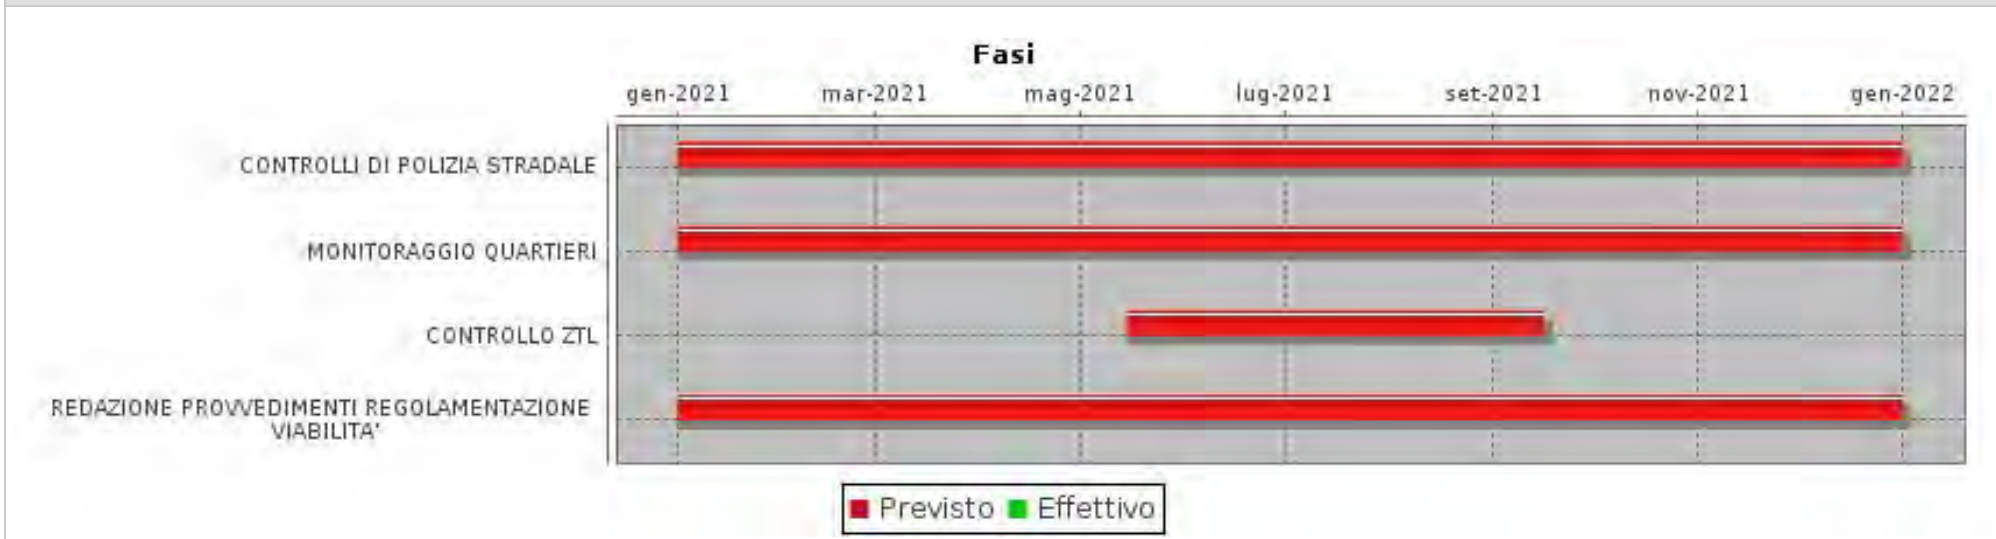 Fasi
gen-2021 mar-2021 mag-2021 lug-2021 set-2021 nov-2021 gen-2022
CONTROLLI DI POLIZIA STRADALE
MONITORAGGIO QUARTIERI
CONTROLLO ZTL
REDAZIONE PROVVEDIMENTI REGOLAMENTAZIONE
VIABILITA'
Previsto Effettivo